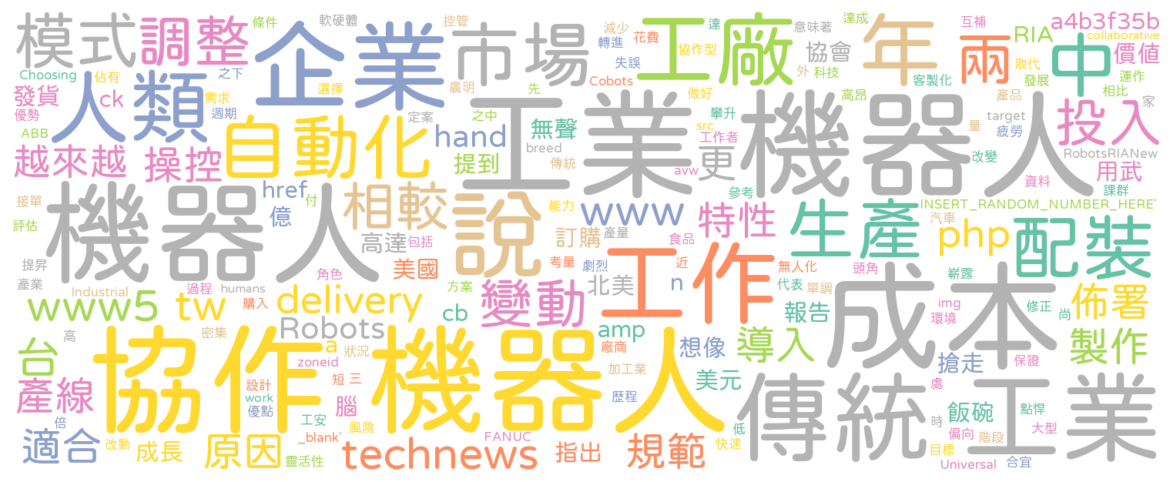 模式 調整 條件 軟硬體 控管 減少 花費 達 意味著 達成 互補 a4b3f35b
轉進 協作型 協會 RIA collaborative
企業 市場 工廠 年 兩 中 價值
Choosing 佔有 之下 失誤 外 科技 取代 發展 運作
發貨 ck 人類 需求 選擇 廣明 先 Cobots 做好 客製化 相比
優勢 週期 之中 攀升 高昂 產品 家
ABB 自動化 定案 hand 無聲 src 工作者 工業機器人 量 target 投入
越來越 操控 傳統 提到 breed 更 疲勞 RobotsRIANew
avw 改變 用武
機器人 href 付 相較 說 能力 www 特性 參考 資料 課群
接單 億 INSERT_RANDOM_NUMBER_HERE'
評估 高達 包括 訂購 產量 食品 生產 php 汽車 配裝
提昇 角色 美國 考量 劇烈 近 無人化 頭角 嶄露
產業 Industrial 過程 humans 購入 方案 北美 n 工作 代表 單調
www5 tw delivery cb 變動 報告 成本 img 修正 尚 佈署
高 密集 Robots amp 環境
台 a 狀況 廠商 想像 導入 搶走 保證 製作
zoneid 短 三 加工業 美元 處
產線 設計 work 腦 歷程 傳統工業 飯碗 點悍
倍 優點 工安 風險 低 時 偏向 大型
適合 改動 成長 原因 _blank' technews FANUC 指出 規範 快速 目標 階段
靈活性 Universal 合宜
協作機器人